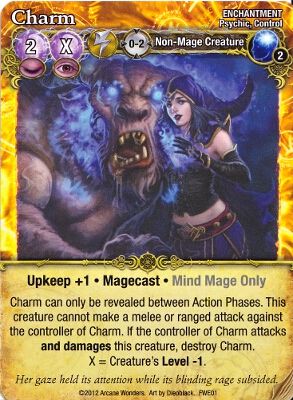 Charm
ENCHANTMENT
Psychic, Control
2 X 0-2 Non-Mage Creature
2
Upkeep +1 • Magecast • Mind Mage Only
Charm can only be revealed between Action Phases. This
creature cannot make a melee or ranged attack against
the controller of Charm. If the controller of Charm attacks
and damages this creature, destroy Charm.
X = Creature's Level -1.
Her gaze held its attention while its blinding rage subsided.
©2012 Arcane Wonders. Art by Dleoblack. PWE01